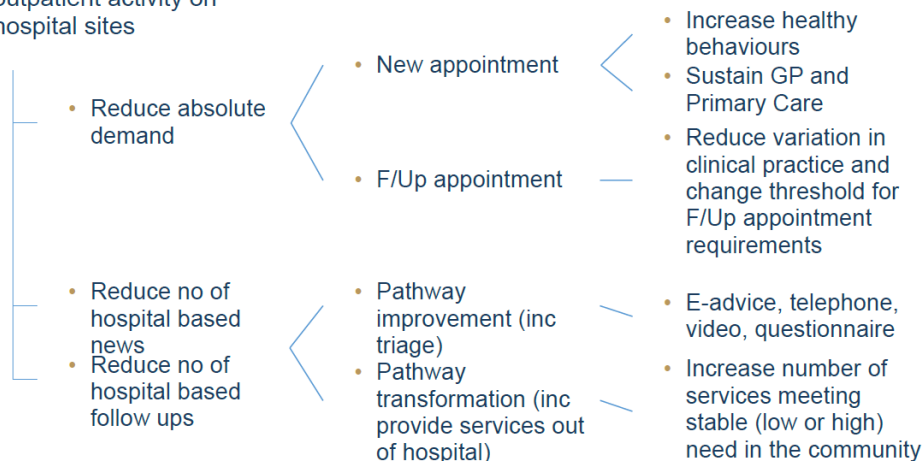 outpatient activity on
hospital sites
• Reduce absolute
demand
• Reduce no of
hospital based
news
• Reduce no of
hospital based
follow ups
• New appointment
• F/Up appointment
• Pathway
improvement (inc
triage)
• Pathway
transformation (inc
provide services out
of hospital)
• Increase healthy
behaviours
• Sustain GP and
Primary Care
• Reduce variation in
clinical practice and
change threshold for
F/Up appointment
requirements
• E-advice, telephone,
video, questionnaire
• Increase number of
services meeting
stable (low or high)
need in the community